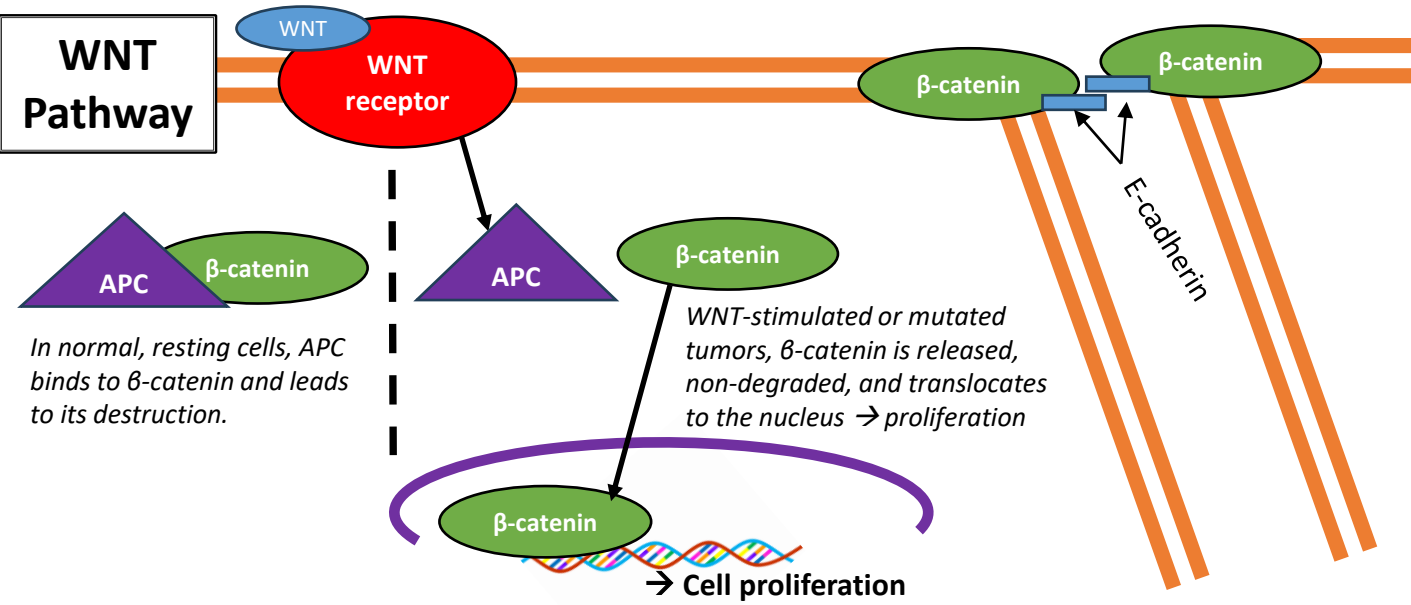 WNT
Pathway
WNT
WNT
receptor
β-catenin
β-catenin
E-cadherin
APC
β-catenin
APC
β-catenin
In normal, resting cells, APC
binds to β-catenin and leads
to its destruction.
WNT-stimulated or mutated
tumors, β-catenin is released,
non-degraded, and translocates
to the nucleus → proliferation
β-catenin
→ Cell proliferation